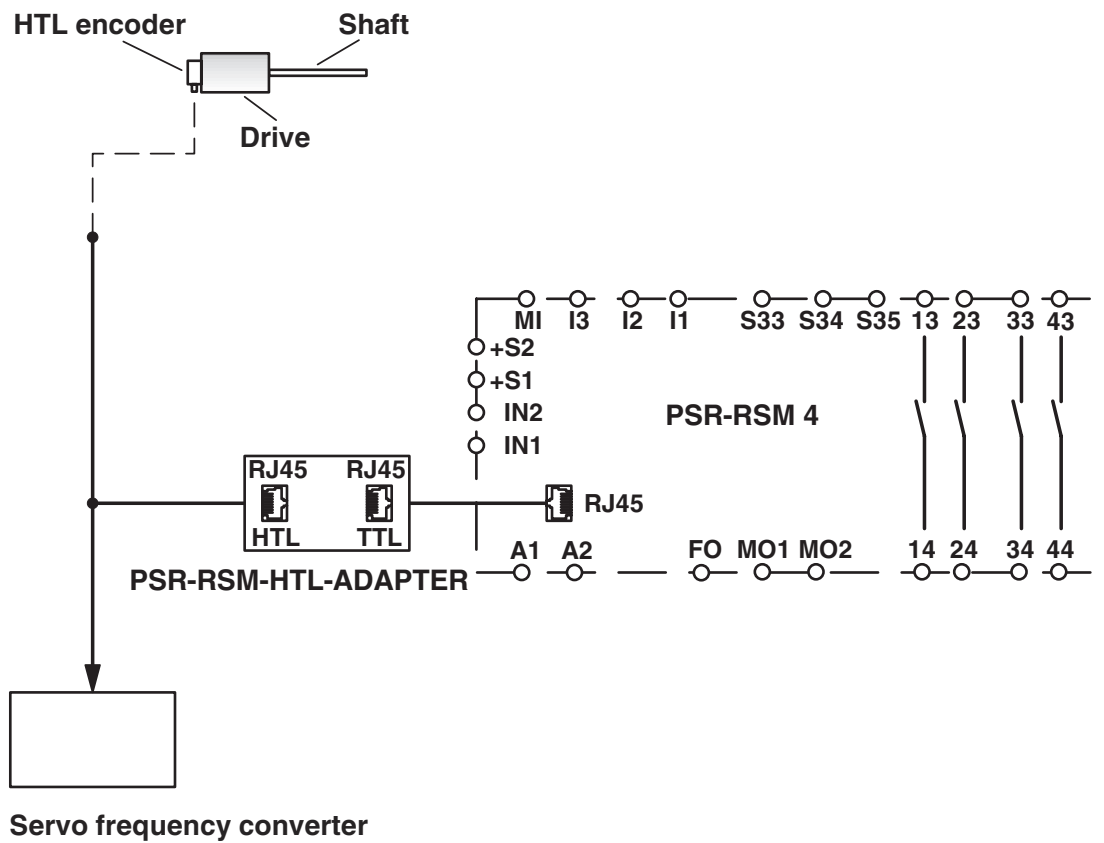 HTL encoder Shaft
Drive
MI I3 I2 I1 S33 S34 S35 13 23 33 43
+S2
+S1
IN2
IN1
PSR-RSM 4
RJ45 RJ45
HTL TTL
RJ45
PSR-RSM-HTL-ADAPTER
A1 A2 FO MO1 MO2 14 24 34 44
Servo frequency converter